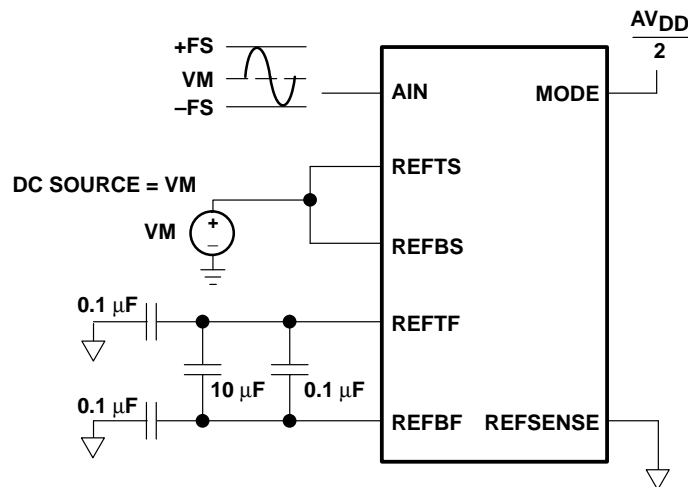 +FS
VM
–FS
AIN
MODE
AVDD
2
REFTS
DC SOURCE = VM
VM
+
–
REFBS
0.1 μF
REFTF
10 μF
0.1 μF
0.1 μF
REFBF
REFSENSE